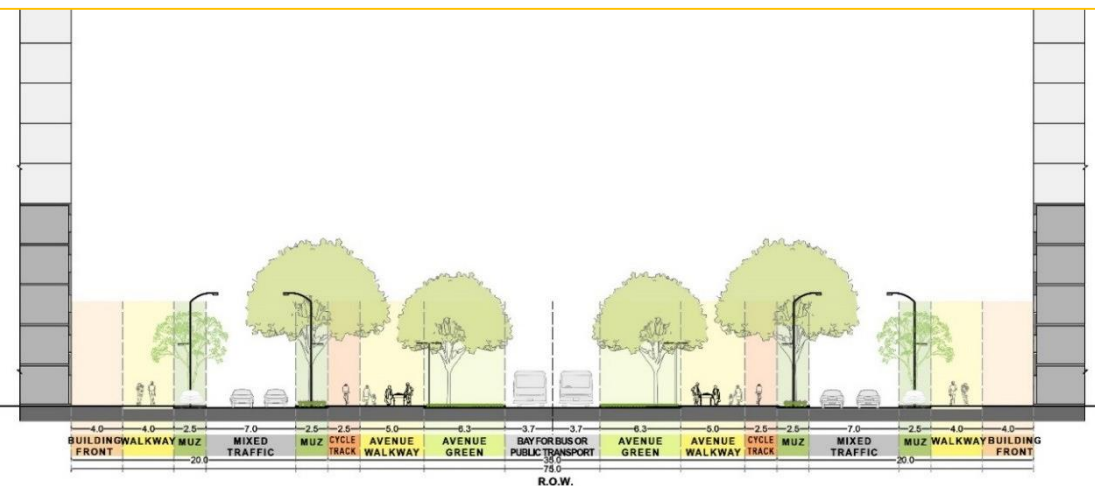 4.0 4.0 2.5 7.0 2.5 2.5 5.0 6.3 3.7 3.7 6.3 5.0 2.5 2.5 7.0 2.5 4.0 4.0
BUILDING WALKWAY MUZ MIXED MUZ CYCLE AVENUE AVENUE BAY FOR BUS OR AVENUE AVENUE CYCLE MUZ MIXED MUZ WALKWAY BUILDING
FRONT TRAFFIC TRACK WALKWAY GREEN PUBLIC TRANSPORT GREEN WALKWAY TRACK TRAFFIC FRONT
20.0 35.0 20.0
75.0
R.O.W.